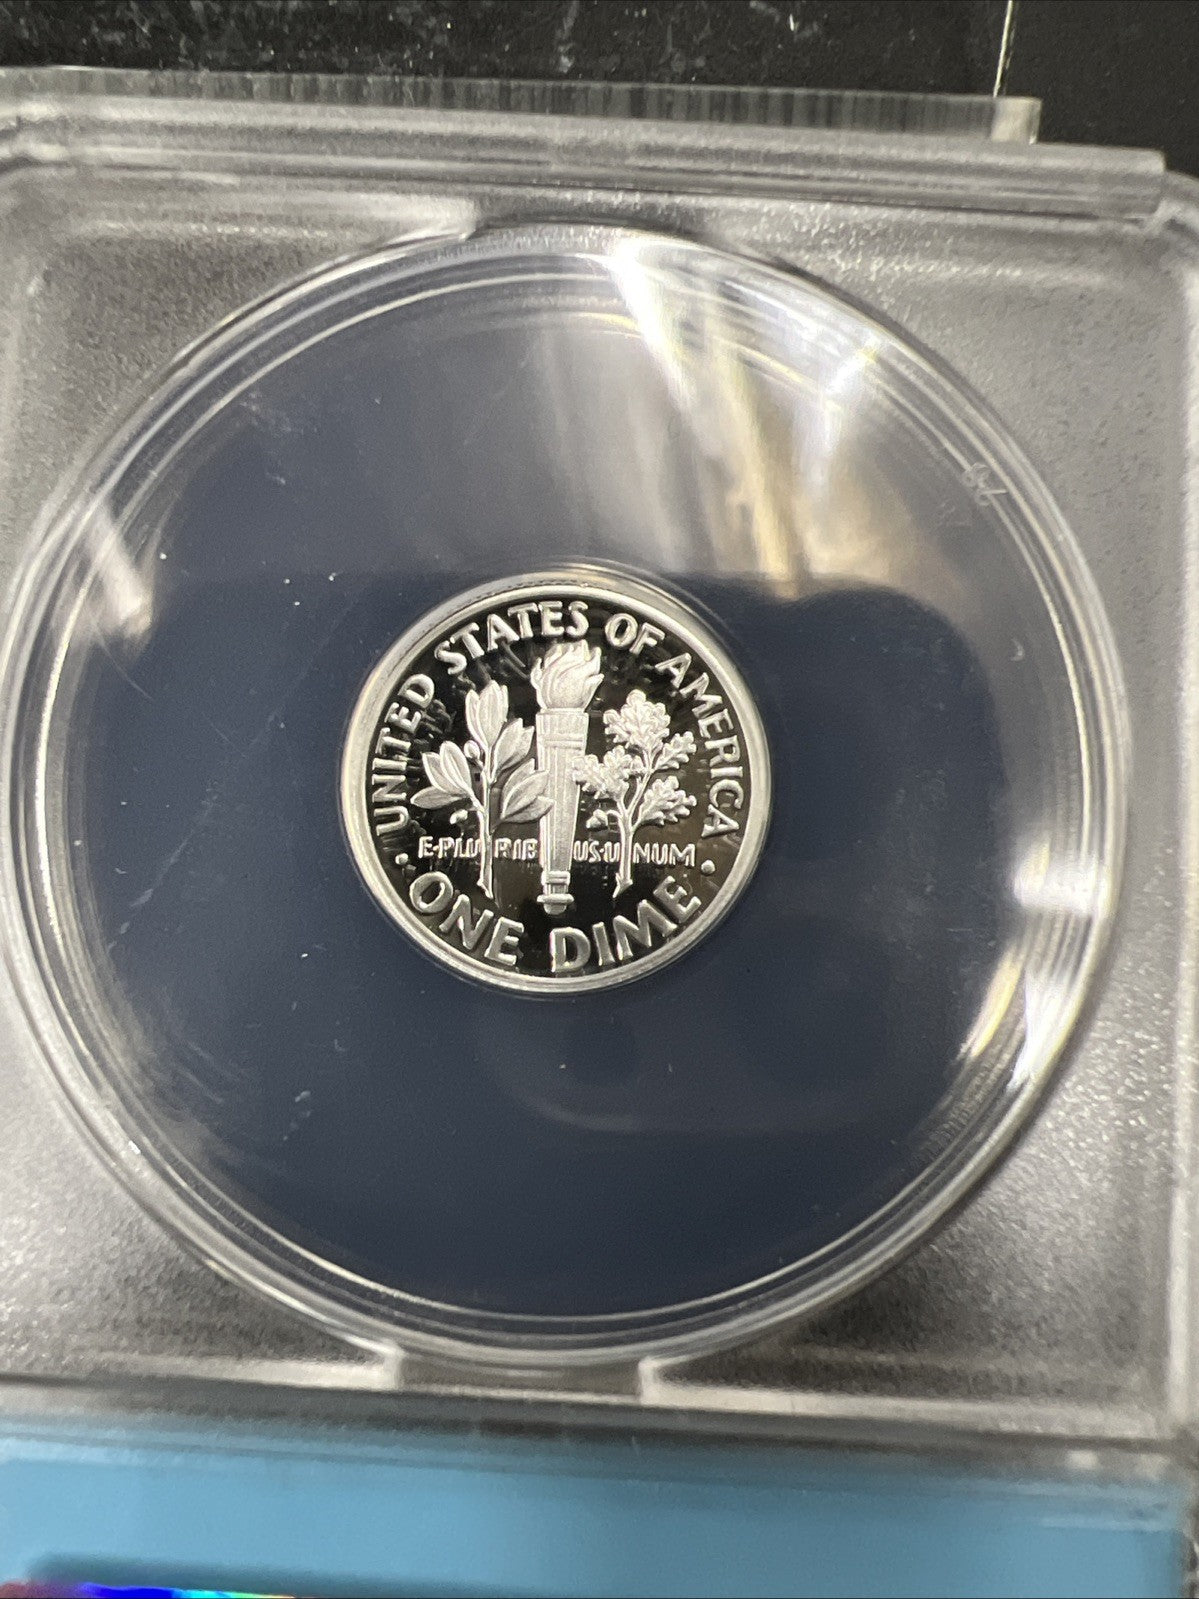 UNITED STATES OF AMERICA
E·PLURIBUS·UNUM
· ONE DIME ·